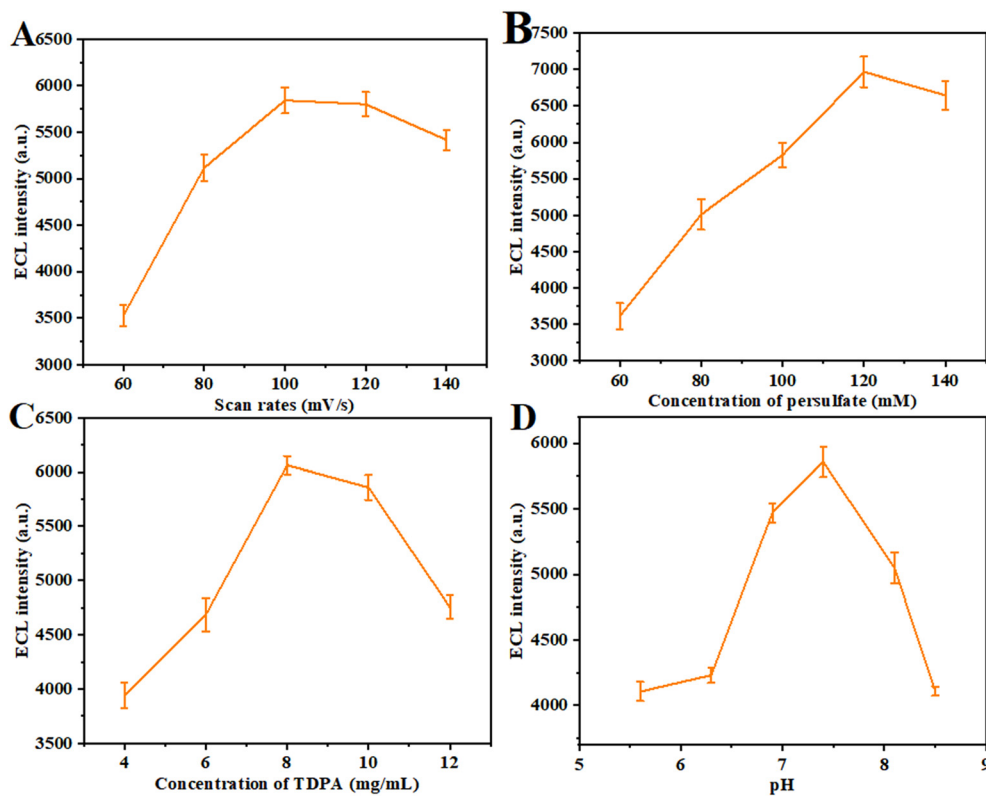 A
6500
6000
5500
5000
4500
4000
3500
3000
ECL intensity (a.u.)
60 80 100 120 140
Scan rates (mV/s)
B
7500
7000
6500
6000
5500
5000
4500
4000
3500
3000
ECL intensity (a.u.)
60 80 100 120 140
Concentration of persulfate (mM)
C
6500
6000
5500
5000
4500
4000
3500
ECL intensity (a.u.)
4 6 8 10 12
Concentration of TDPA (mg/mL)
D
6000
5500
5000
4500
4000
ECL intensity (a.u.)
5 6 7 8 9
pH